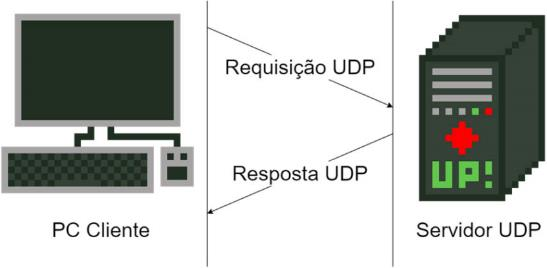 Requisição UDP
UP!
Resposta UDP
PC Cliente
Servidor UDP